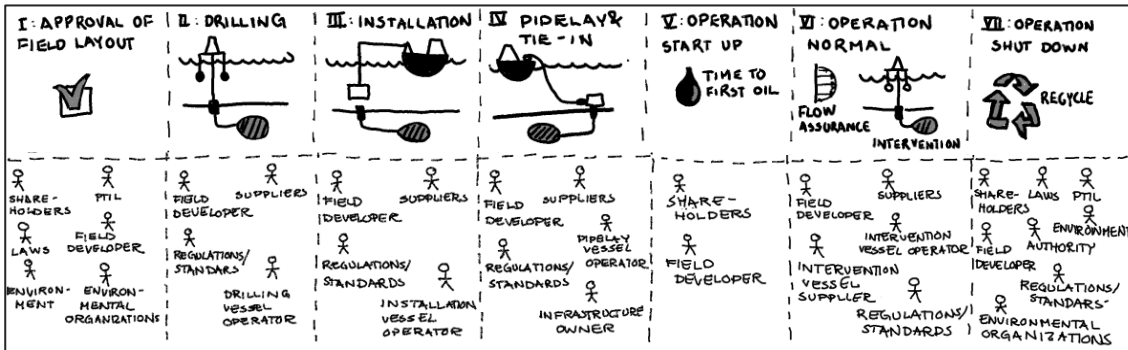 I: APPROVAL OF
FIELD LAYOUT
II: DRILLING
III: INSTALLATION
IV PIPELAY &
TIE-IN
V: OPERATION
START UP
TIME TO
FIRST OIL
VI: OPERATION
NORMAL
FLOW
ASSURANCE
INTERVENTION
VII: OPERATION
SHUT DOWN
RECYCLE
SHARE-
HOLDERS
PTIL
LAWS
FIELD
DEVELOPER
ENVIRON-
MENT
ENVIRON-
MENTAL
ORGANIZATIONS
FIELD
DEVELOPER
SUPPLIERS
REGULATIONS/
STANDARS
DRILLING
VESSEL
OPERATOR
FIELD
DEVELOPER
SUPPLIERS
REGULATIONS/
STANDARDS
INSTALLATION
VESSEL
OPERATOR
FIELD
DEVELOPER
SUPPLIERS
PIPELAY
VESSEL
OPERATOR
REGULATIONS/
STANDARDS
INFRASTRUCTURE
OWNER
SHARE-
HOLDERS
FIELD
DEVELOPER
FIELD
DEVELOPER
SUPPLIERS
INTERVENTION
VESSEL OPERATOR
INTERVENTION
VESSEL
SUPPLIER
REGULATIONS/
STANDARDS
SHARE-
HOLDERS
LAWS
PTIL
ENVIRONMENT
FIELD
DEVELOPER
AUTHORITY
REGULATIONS/
STANDARS
ENVIRONMENTAL
ORGANIZATIONS